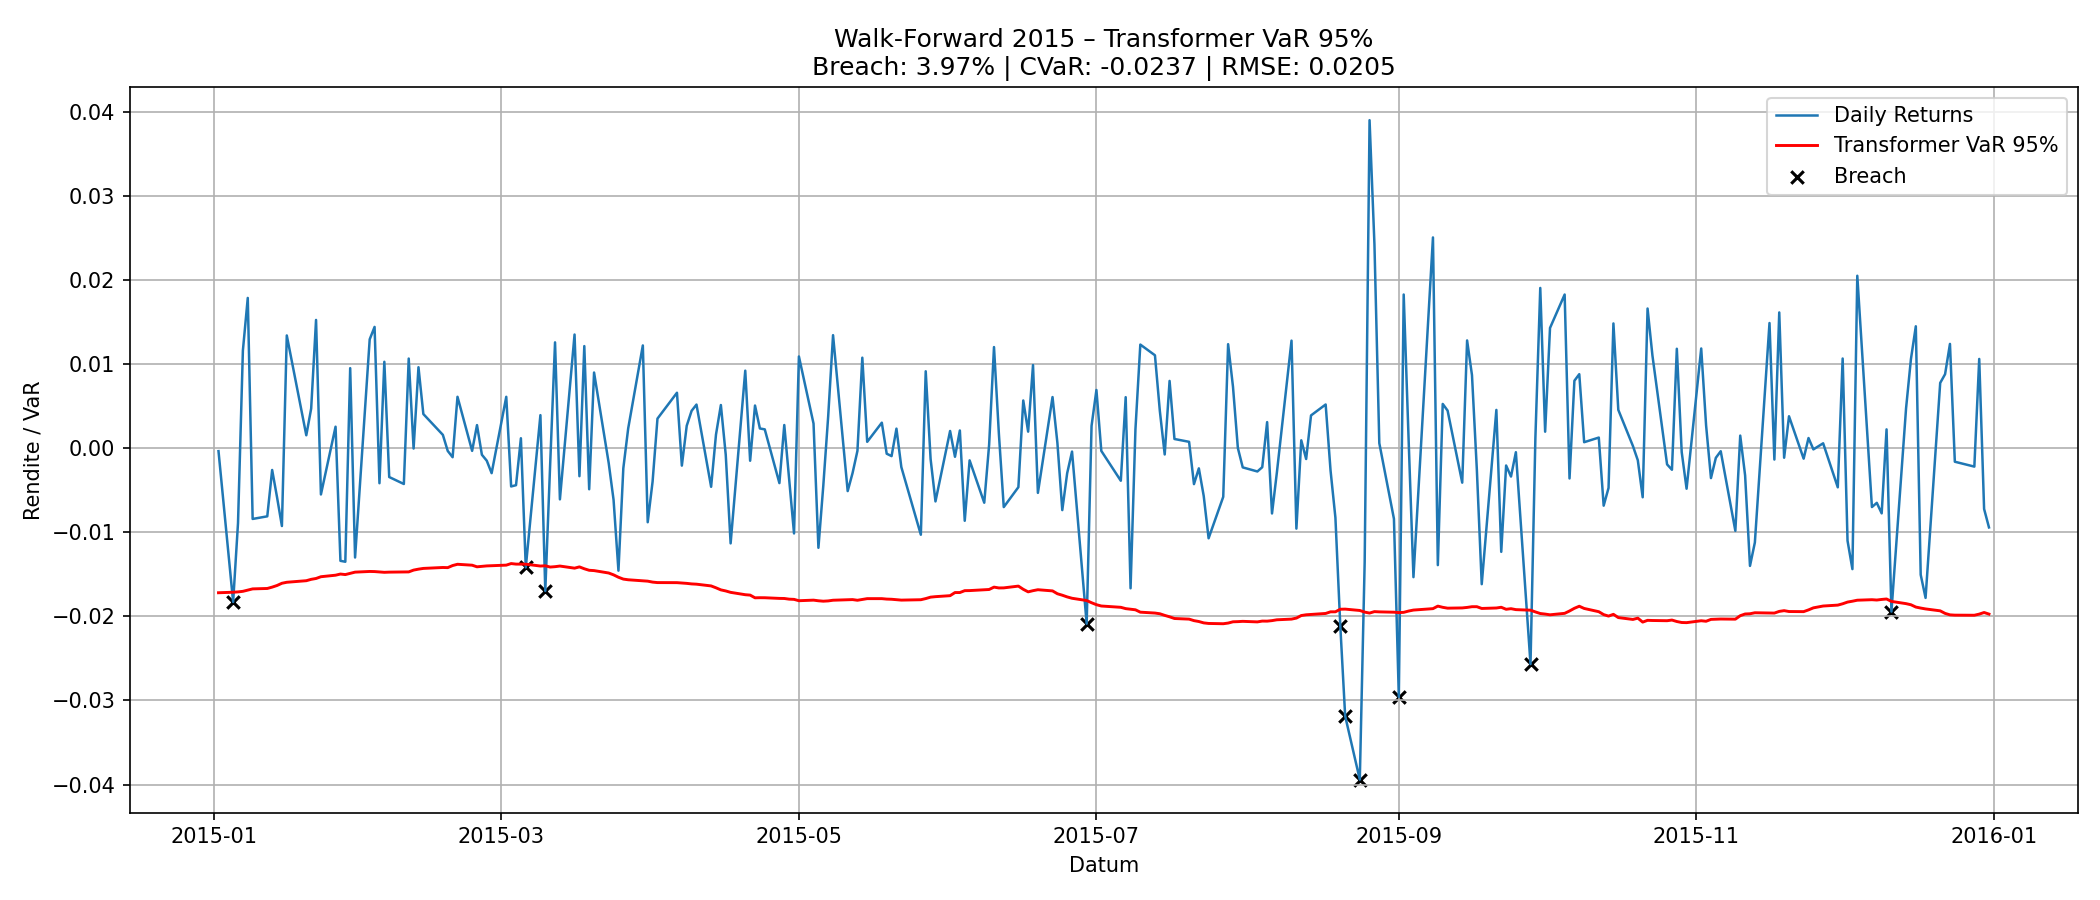 Walk-Forward 2015 – Transformer VaR 95%
Breach: 3.97% | CVaR: -0.0237 | RMSE: 0.0205
Daily Returns
Transformer VaR 95%
Breach
Rendite / VaR
0.04
0.03
0.02
0.01
0.00
−0.01
−0.02
−0.03
−0.04
2015-01
2015-03
2015-05
2015-07
2015-09
2015-11
2016-01
Datum